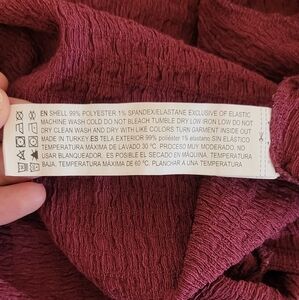 EN SHELL 99% POLYESTER 1% SPANDEX/ELASTANE EXCLUSIVE OF ELASTIC
MACHINE WASH COLD DO NOT BLEACH TUMBLE DRY LOW IRON LOW DO NOT
DRY CLEAN WASH AND DRY WITH LIKE COLORS TURN GARMENT INSIDE OUT
MADE IN TURKEY ES TELA EXTERIOR 99% poliéster 1% elastano SIN ELÁSTICO
TEMPERATURA MÁXIMA DE LAVADO 30 ºC. PROCESO MUY MODERADO. NO
USAR BLANQUEADOR. ES POSIBLE EL SECADO EN MÁQUINA. TEMPERATURA
BAJA. TEMPERATURA MÁXIMA DE 60 ºC. PLANCHAR A UNA TEMPERATURA